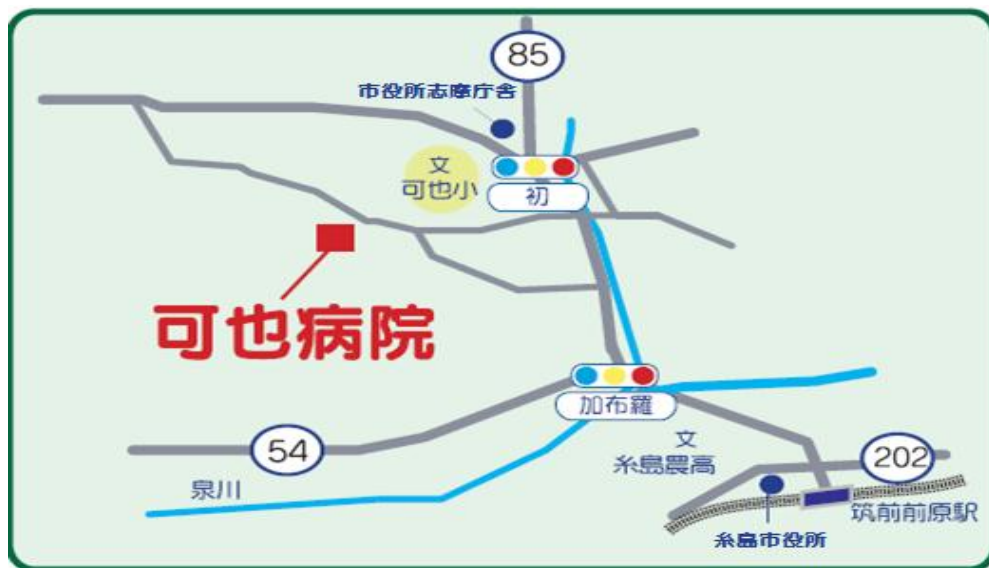 85
市役所志摩庁舎
文
可也小
初
可也病院
加布羅
54
文
糸島農高
202
泉川
筑前前原駅
糸島市役所